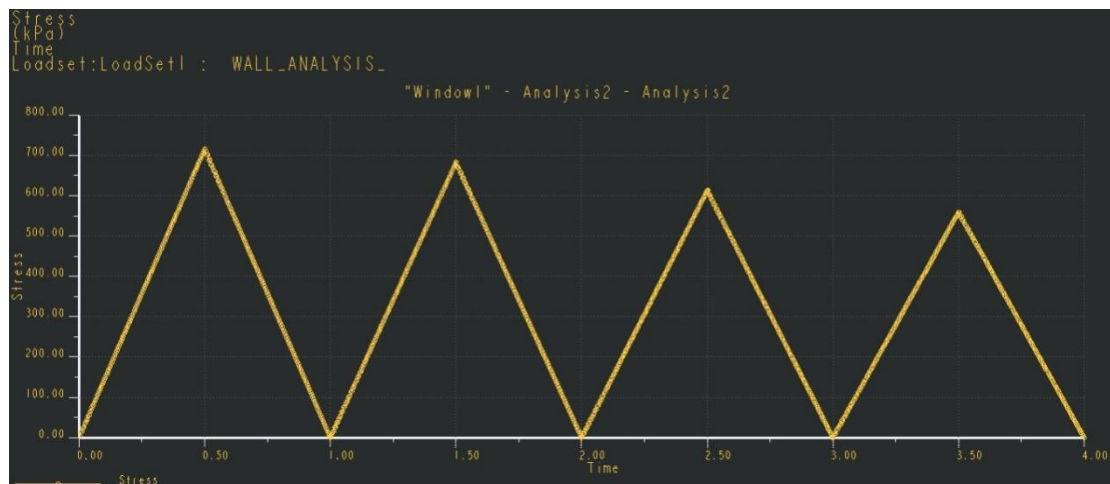 Stress
(kPa)
Time
Loadset:LoadSet1 : WALL_ANALYSIS_
"Window1" - Analysis2 - Analysis2
800.00
700.00
600.00
500.00
400.00
300.00
200.00
100.00
0.00
Stress
0.00 0.50 1.00 1.50 2.00 2.50 3.00 3.50 4.00
Time
Stress